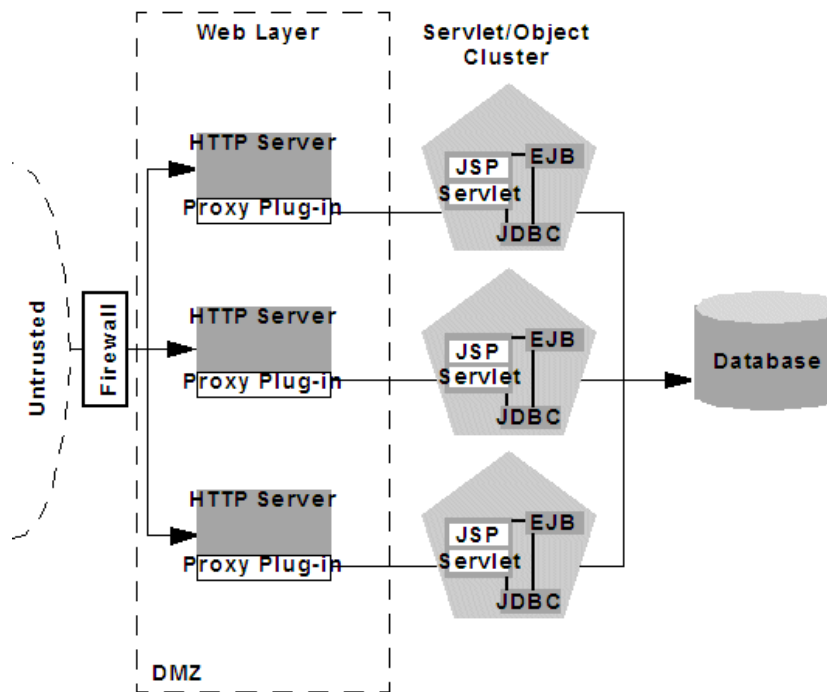 Web Layer
Servlet/Object
Cluster
HTTP Server
Proxy Plug-in
JSP
Servlet
EJB
JDBC
Untrusted
Firewall
HTTP Server
Proxy Plug-in
JSP
Servlet
EJB
JDBC
Database
HTTP Server
Proxy Plug-in
JSP
Servlet
EJB
JDBC
DMZ